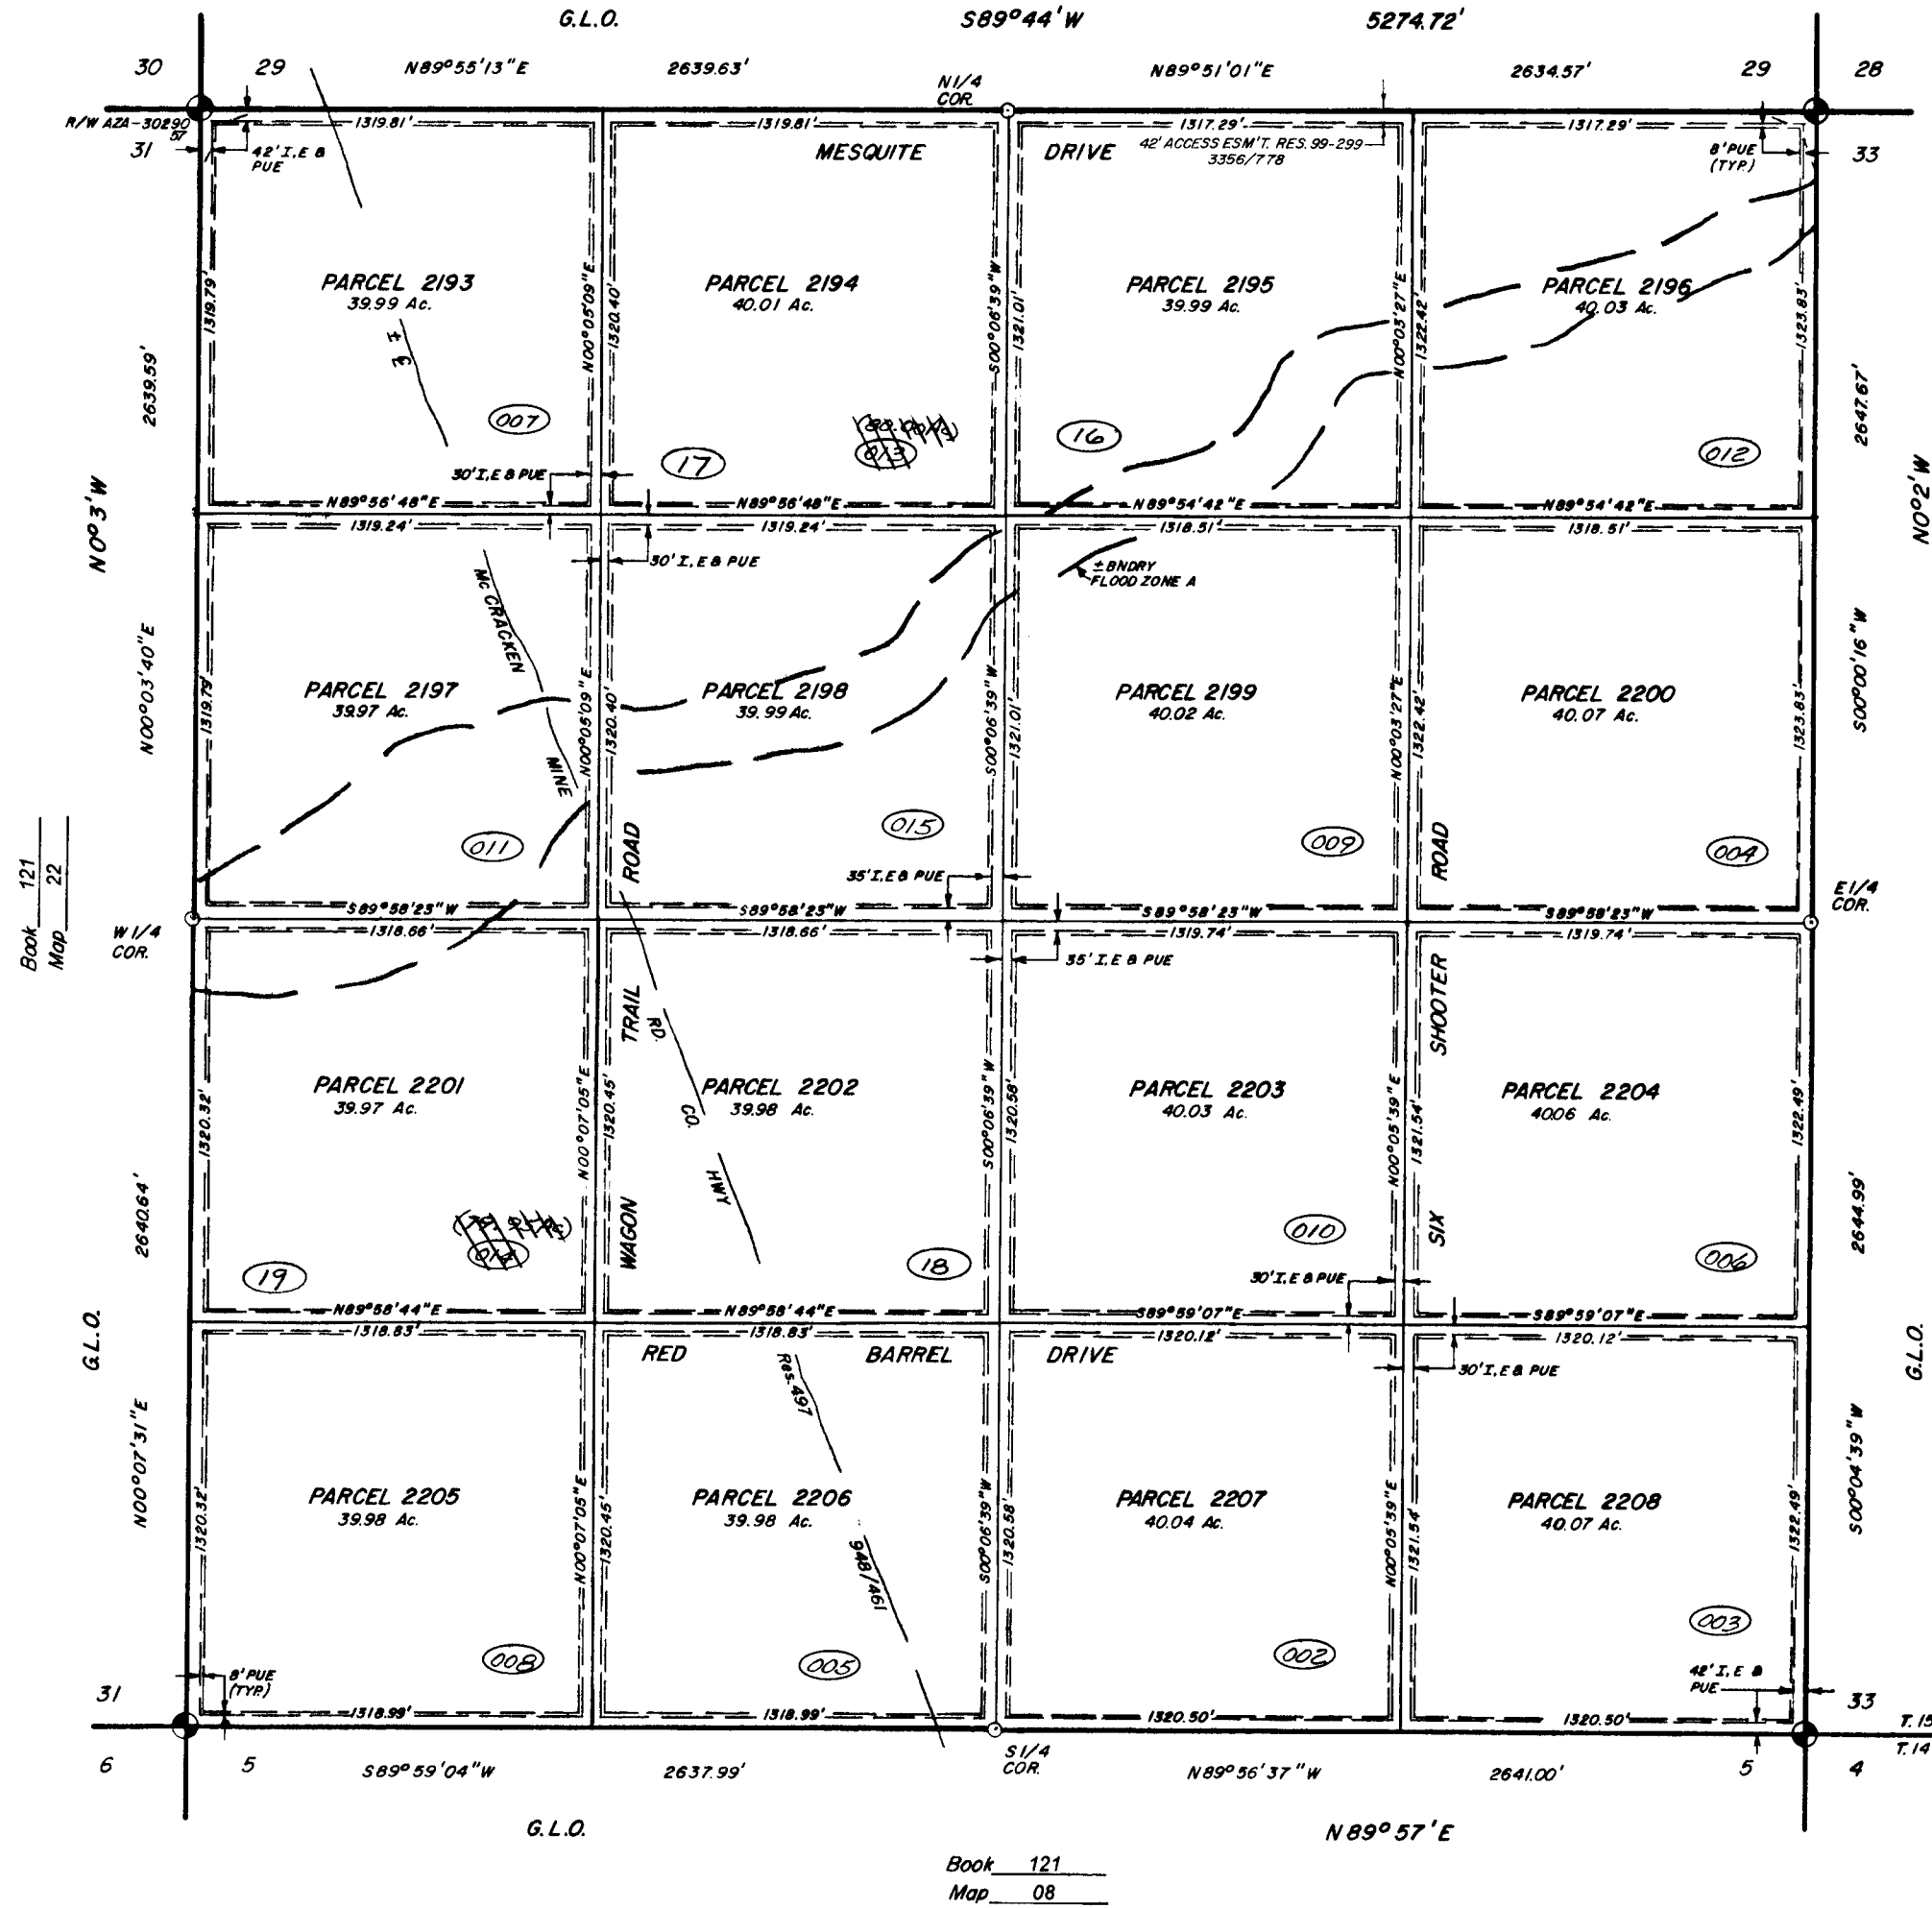 G.L.O. S89°44'W 5274.72'
30 29 N89°55'13"E 2639.63' N1/4 COR. N89°51'01"E 2634.57' 29 28
R/W AZA-30290
57
31 33
42' I,E & PUE
1319.81' 1319.81' 1317.29' 1317.29'
MESQUITE DRIVE
42' ACCESS ESM'T. RES. 99-299
3356/778
8' PUE
(TYP.)
1319.79' N00°05'09"E 1320.40' S00°06'39"W 1321.01' N00°03'27"E 1322.42' 1323.83'
PARCEL 2193
39.99 Ac.
PARCEL 2194
40.01 Ac.
PARCEL 2195
39.99 Ac.
PARCEL 2196
40.03 Ac.
±
2639.59' 2647.67'
007 17 013 16 012
30' I,E & PUE
N89°56'48"E N89°56'48"E N89°54'42"E N89°54'42"E
N0°3'W N0°2'W
1319.24' 1319.24' 1318.51' 1318.51'
30' I,E & PUE
± BNDRY
FLOOD ZONE A
Mc CRACKEN
MINE
N00°03'40"E S00°00'16"W
1319.79' N00°05'09"E 1320.40' S00°06'39"W 1321.01' N00°03'27"E 1322.42' 1323.83'
PARCEL 2197
39.97 Ac.
PARCEL 2198
39.99 Ac.
PARCEL 2199
40.02 Ac.
PARCEL 2200
40.07 Ac.
ROAD ROAD
011 015 009 004
35' I,E & PUE
Book 121
Map 22
S89°58'23"W S89°58'23"W S89°58'23"W S89°58'23"W
W1/4
COR.
E1/4
COR.
1318.66' 1318.66' 1319.74' 1319.74'
35' I,E & PUE
TRAIL RD. SHOOTER
1320.32' N00°07'05"E 1320.45' S00°06'39"W 1320.58' N00°05'39"E 1321.54' 1322.49'
PARCEL 2201
39.97 Ac.
PARCEL 2202
39.98 Ac.
PARCEL 2203
40.03 Ac.
PARCEL 2204
40.06 Ac.
CO.
HWY
WAGON SIX
2640.64' 2644.99'
19 18 010 006
30' I,E & PUE
N89°58'44"E N89°58'44"E S89°59'07"E S89°59'07"E
G.L.O. G.L.O.
1318.83' 1318.83' 1320.12' 1320.12'
RED BARREL DRIVE
30' I,E & PUE
Res.497
N00°07'31"E S00°04'39"W
1320.32' N00°07'05"E 1320.45' S00°06'39"W 1320.58' N00°05'39"E 1321.54' 1322.49'
PARCEL 2205
39.98 Ac.
PARCEL 2206
39.98 Ac.
PARCEL 2207
40.04 Ac.
PARCEL 2208
40.07 Ac.
948/461
008 005 002 003
8' PUE
(TYP.)
42' I,E &
PUE
31 33
1318.99' 1318.99' 1320.50' 1320.50'
T. 15
T. 14
6 5 S89°59'04"W 2637.99' S1/4 COR. N89°56'37"W 2641.00' 5 4
G.L.O. N89°57'E
Book 121
Map 08